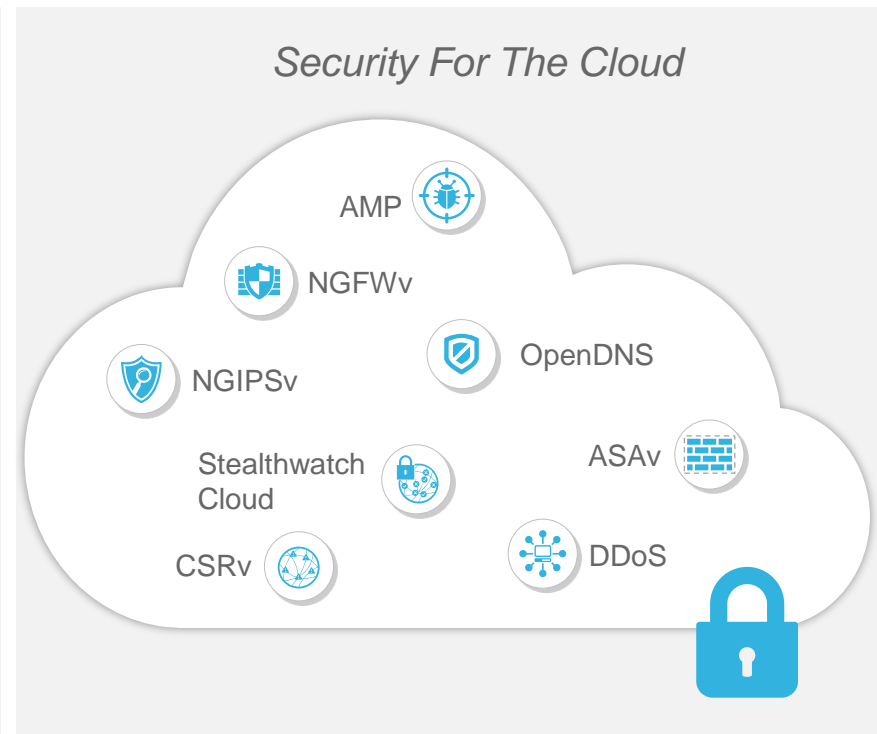 Security For The Cloud
AMP
NGFWv
OpenDNS
NGIPSv
ASAv
Stealthwatch
Cloud
CSRv
DDoS